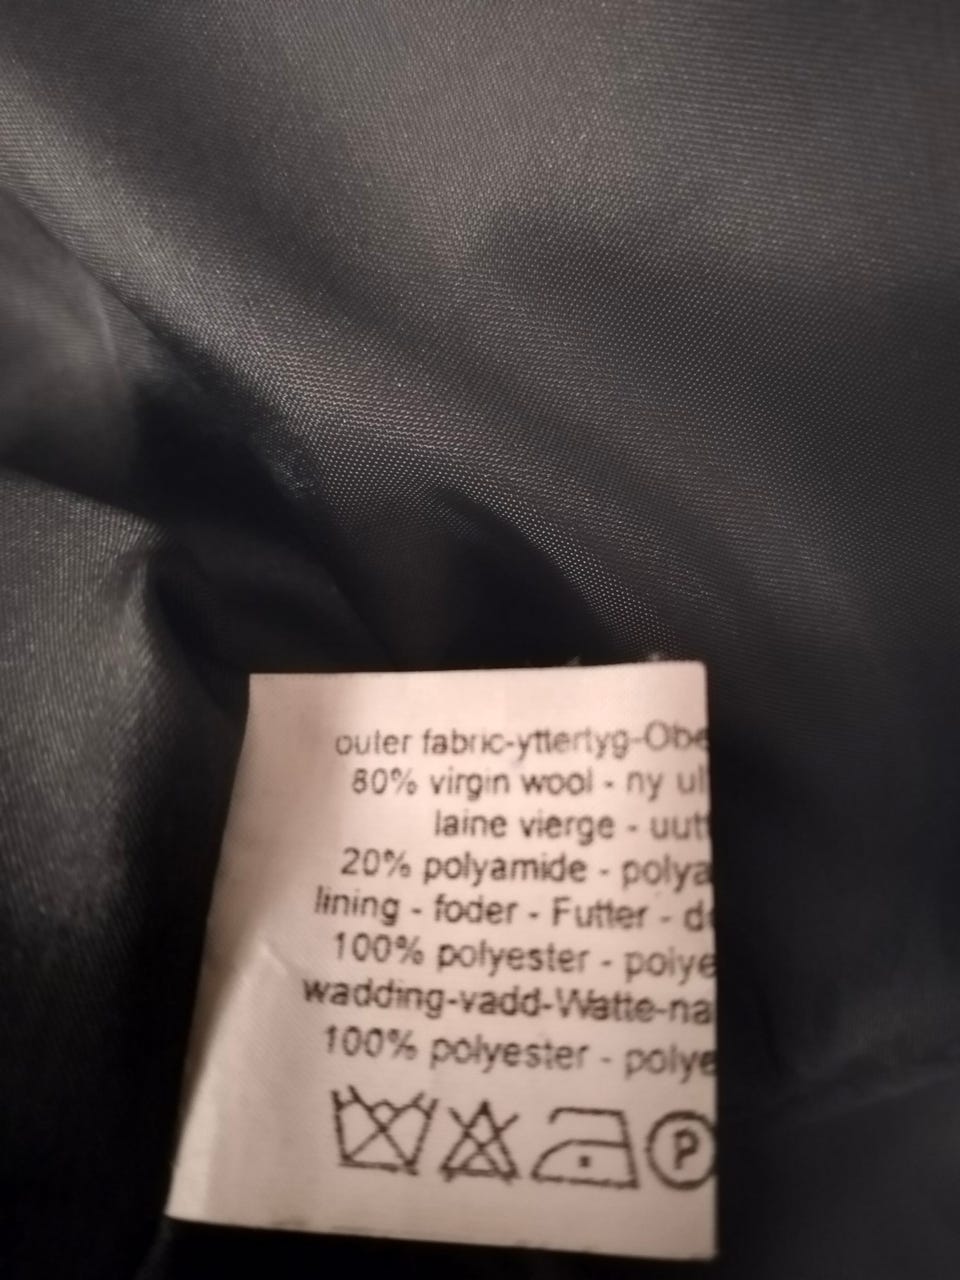 outer fabric-yttertyg-Obe
80% virgin wool - ny ul
laine vierge - uut
20% polyamide - polya
lining - foder - Futter - d
100% polyester - polye
wadding-vadd-Watte-na
100% polyester - polye
P